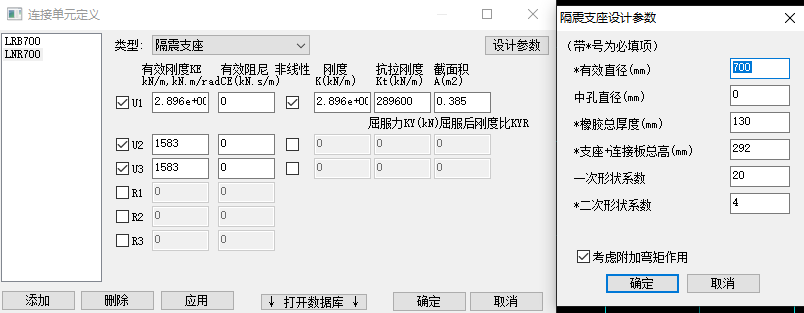 连接单元定义
LRB700
LNR700
类型: 隔震支座 设计参数
有效刚度KE 有效阻尼 非线性 刚度 抗拉刚度 截面积
kN/m,kN.m/radCE(kN.s/m) K(kN/m) Kt(kN/m) A(m2)
U1 2.896e+00 0 2.896e+00 289600 0.385
屈服力KY(kN)屈服后刚度比KYR
U2 1583 0 0 0 0
U3 1583 0 0 0 0
R1 0 0
R2 0 0
R3 0 0
添加 删除 应用 ↓ 打开数据库 ↓ 确定 取消
隔震支座设计参数
(带*号为必填项)
*有效直径(mm) 700
中孔直径(mm) 0
*橡胶总厚度(mm) 130
*支座+连接板总高(mm) 292
一次形状系数 20
*二次形状系数 4
考虑附加弯矩作用
确定 取消